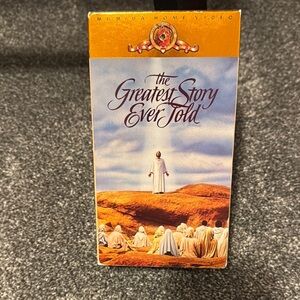 MGM/UA HOME VIDEO
the
Greatest Story
Ever Told